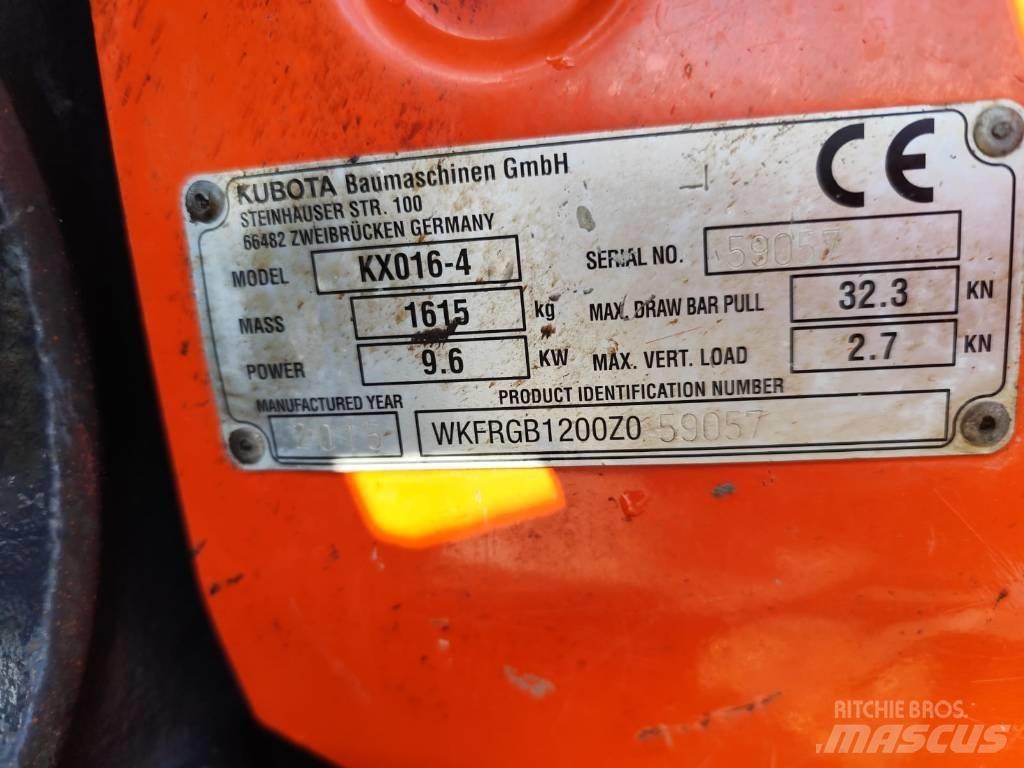 KUBOTA Baumaschinen GmbH
STEINHAUSER STR. 100
66482 ZWEIBRÜCKEN GERMANY
CE
MODEL KX016-4
SERIAL NO. 59057
MASS 1615 kg
MAX. DRAW BAR PULL 32.3 KN
POWER 9.6 KW
MAX. VERT. LOAD 2.7 KN
MANUFACTURED YEAR 2015
PRODUCT IDENTIFICATION NUMBER
WKFRGB1200Z059057
RITCHIE BROS.
MASCUS